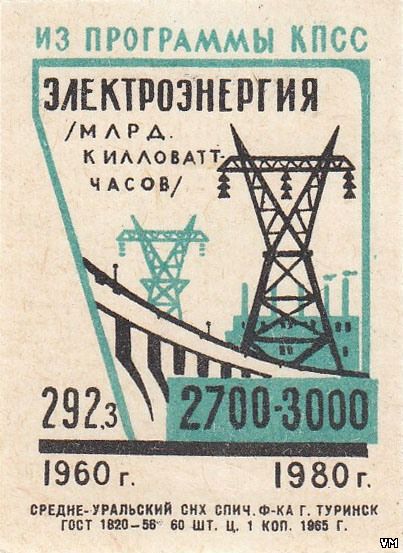 ИЗ ПРОГРАММЫ КПСС
ЭЛЕКТРОЭНЕРГИЯ
/МЛРД.
КИЛЛОВАТТ-
ЧАСОВ/
292,3 2700-3000
1960 г. 1980 г.
СРЕДНЕ-УРАЛЬСКИЙ СНХ СПИЧ. Ф-КА Г. ТУРИНСК
ГОСТ 1820-56 60 ШТ. Ц. 1 КОП. 1965 Г.
VM